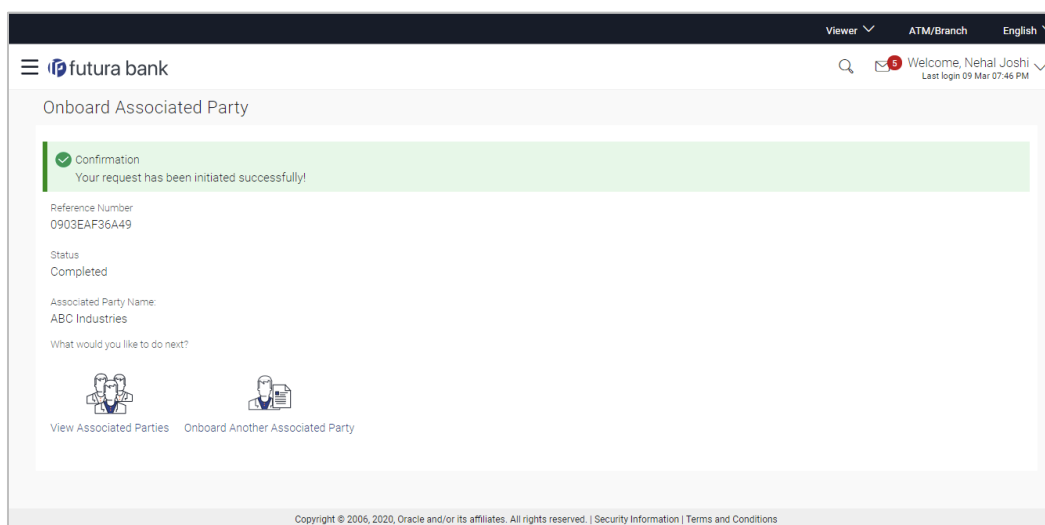 Viewer ATM/Branch English
futura bank
5 Welcome, Nehal Joshi
Last login 09 Mar 07:46 PM
Onboard Associated Party
Confirmation
Your request has been initiated successfully!
Reference Number
0903EAF36A49
Status
Completed
Associated Party Name:
ABC Industries
What would you like to do next?
View Associated Parties Onboard Another Associated Party
Copyright © 2006, 2020, Oracle and/or its affiliates. All rights reserved. | Security Information | Terms and Conditions